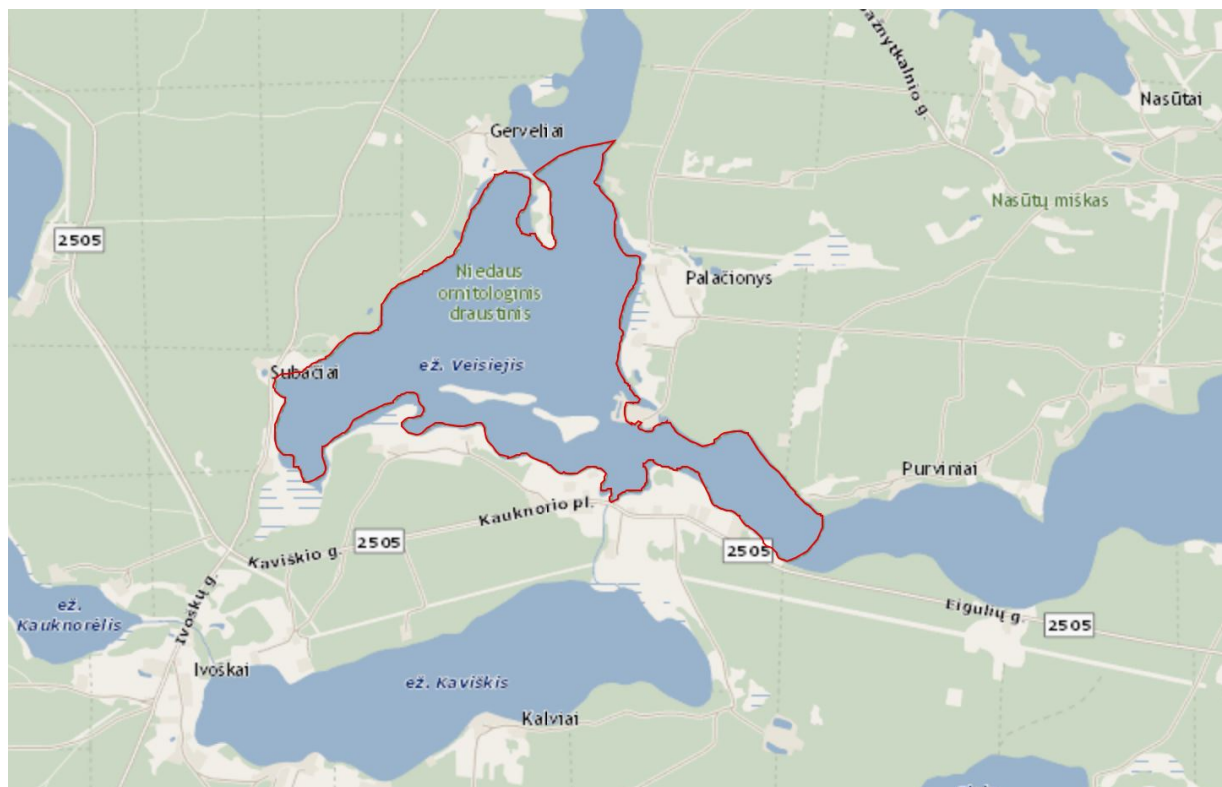 ažnytkalnio g.
Nasūtai
Gerveliai
Nasūtų miškas
2505
Niedaus
ornitologinis
draustinis
Palačionys
ež. Veisiejis
Subačiai
Purviniai
Kauknorio pl.
2505
Kaviškio g.
2505
Eigulių g.
2505
Ivoškų g.
ež.
Kauknorėlis
Ivoškai
ež. Kaviškis
Kalviai